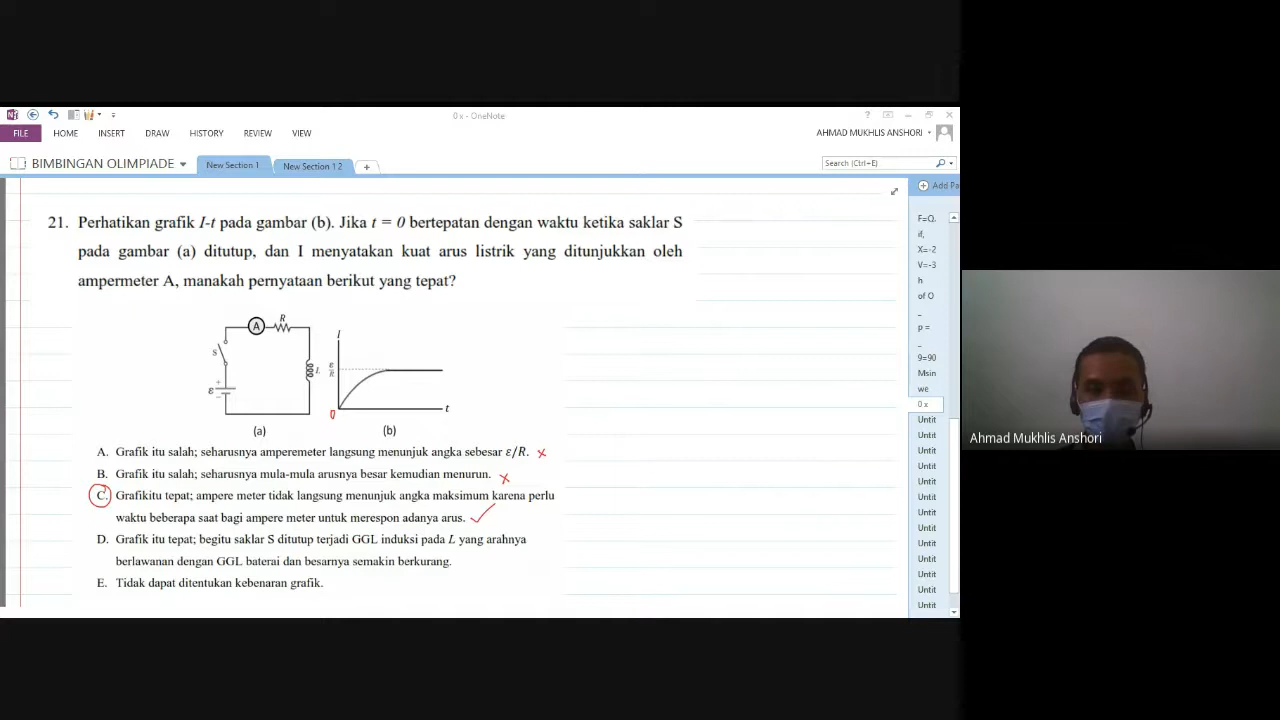 0 x - OneNote
FILE HOME INSERT DRAW HISTORY REVIEW VIEW
AHMAD MUKHLIS ANSHORI
BIMBINGAN OLIMPIADE New Section 1 New Section 1 2 +
Search (Ctrl+E)
Add Pa
21. Perhatikan grafik I-t pada gambar (b). Jika t = 0 bertepatan dengan waktu ketika saklar S
pada gambar (a) ditutup, dan I menyatakan kuat arus listrik yang ditunjukkan oleh
ampermeter A, manakah pernyataan berikut yang tepat?
A R
S
ε + −
L
(a)
I
ε/R
0
t
(b)
A. Grafik itu salah; seharusnya amperemeter langsung menunjuk angka sebesar ε/R. x
B. Grafik itu salah; seharusnya mula-mula arusnya besar kemudian menurun. x
C. Grafikitu tepat; ampere meter tidak langsung menunjuk angka maksimum karena perlu
waktu beberapa saat bagi ampere meter untuk merespon adanya arus.
D. Grafik itu tepat; begitu saklar S ditutup terjadi GGL induksi pada L yang arahnya
berlawanan dengan GGL baterai dan besarnya semakin berkurang.
E. Tidak dapat ditentukan kebenaran grafik.
F=Q.
if,
X=-2
V=-3
h
of O
_
p =
_
9=90
Msin
we
0 x
Untit
Untit
Untit
Untit
Untit
Untit
Untit
Untit
Untit
Untit
Untit
Untit
Untit
Ahmad Mukhlis Anshori